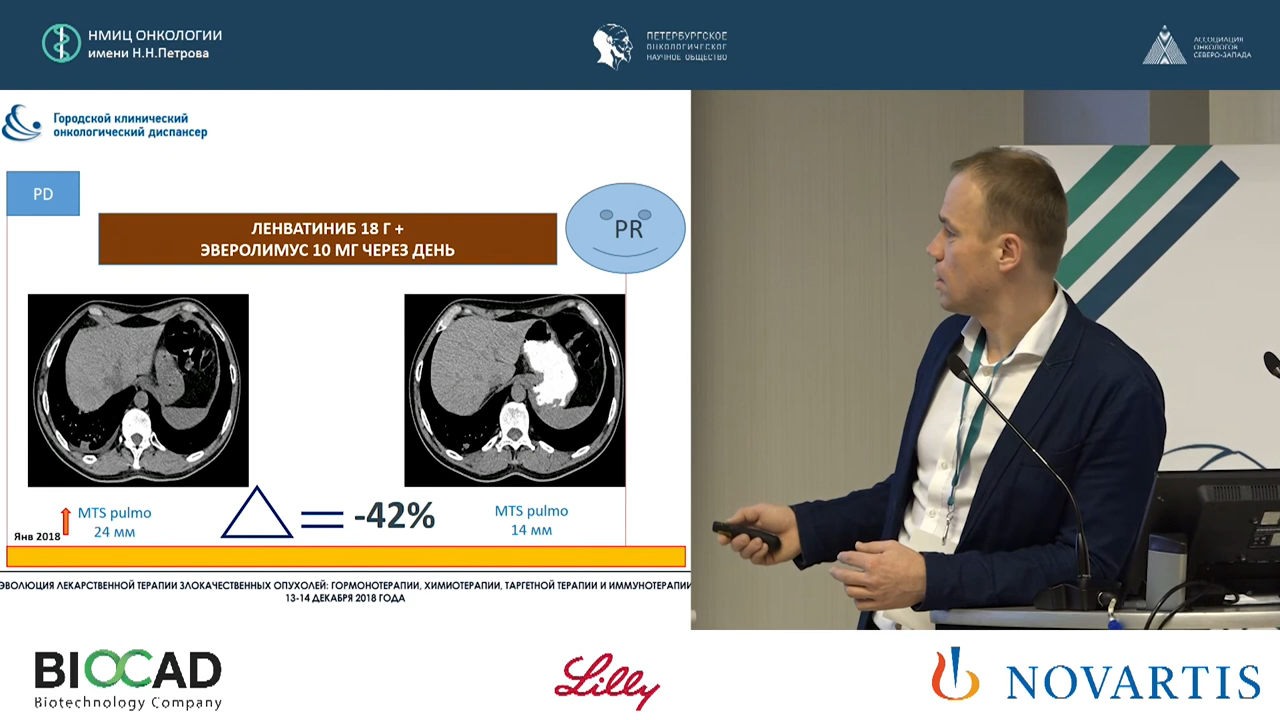 НМИЦ ОНКОЛОГИИ
имени Н.Н.Петрова
ПЕТЕРБУРГСКОЕ
ОНКОЛОГИЧЕСКОЕ
НАУЧНОЕ ОБЩЕСТВО
АССОЦИАЦИЯ
ОНКОЛОГОВ
СЕВЕРО-ЗАПАДА
Городской клинический
онкологический диспансер
PD
ЛЕНВАТИНИБ 18 Г +
ЭВЕРОЛИМУС 10 МГ ЧЕРЕЗ ДЕНЬ
PR
MTS pulmo
24 мм
Янв 2018
= -42%
MTS pulmo
14 мм
ЭВОЛЮЦИЯ ЛЕКАРСТВЕННОЙ ТЕРАПИИ ЗЛОКАЧЕСТВЕННЫХ ОПУХОЛЕЙ: ГОРМОНОТЕРАПИИ, ХИМИОТЕРАПИИ, ТАРГЕТНОЙ ТЕРАПИИ И ИММУНОТЕРАПИИ
13-14 ДЕКАБРЯ 2018 ГОДА
BIOCAD
Biotechnology Company
Lilly
NOVARTIS